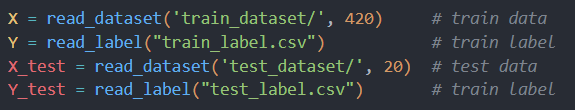 X = read_dataset('train_dataset/', 420) # train data
Y = read_label("train_label.csv") # train label
X_test = read_dataset('test_dataset/', 20) # test data
Y_test = read_label("test_label.csv") # train label